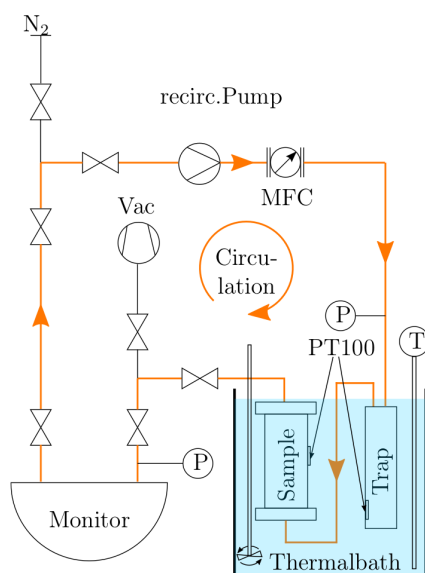 N₂
recirc.Pump
MFC
Vac
Circu-
lation
P
T
PT100
Sample
Trap
P
Monitor
Thermalbath